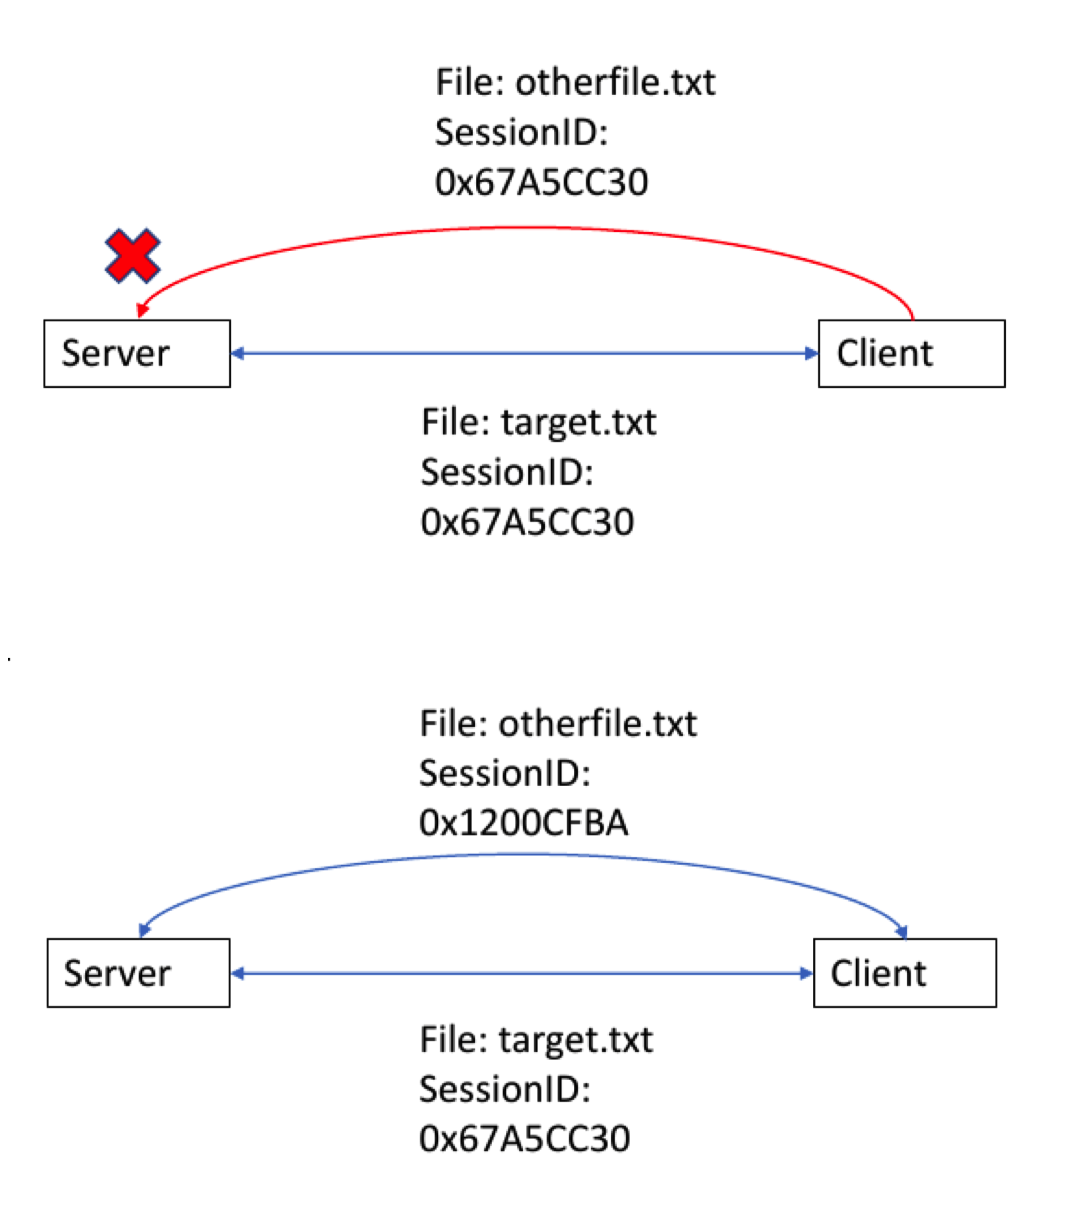 File: otherfile.txt
SessionID:
0x67A5CC30
Server
Client
File: target.txt
SessionID:
0x67A5CC30
.
File: otherfile.txt
SessionID:
0x1200CFBA
Server
Client
File: target.txt
SessionID:
0x67A5CC30